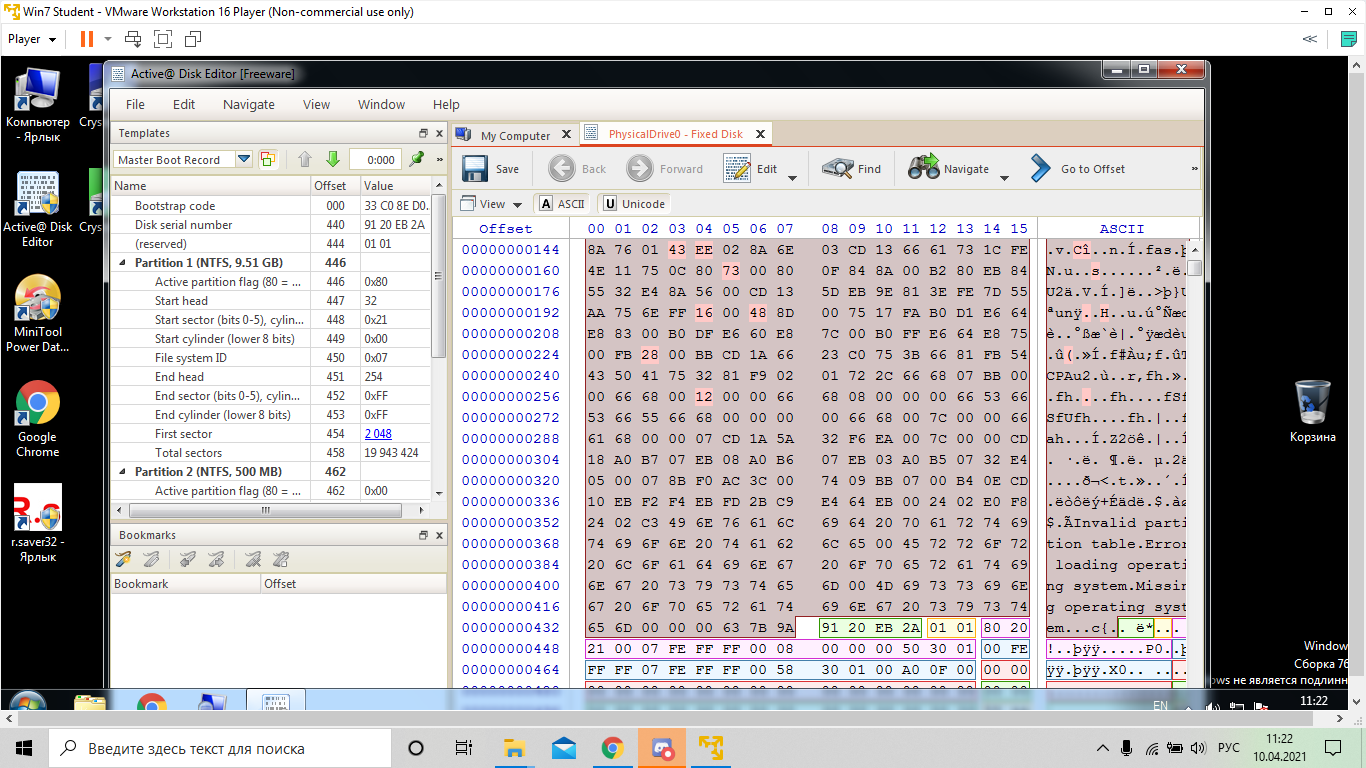 Win7 Student - VMware Workstation 16 Player (Non-commercial use only)
Player
Active@ Disk Editor [Freeware]
Компьютер - Ярлык
Crys
Active@ Disk Editor
Crys
MiniTool Power Dat...
Google Chrome
r.saver32 - Ярлык
Корзина
File Edit Navigate View Window Help
Templates
Master Boot Record 0:000
Name Offset Value
Bootstrap code 000 33 C0 8E D0.
Disk serial number 440 91 20 EB 2A
(reserved) 444 01 01
Partition 1 (NTFS, 9.51 GB) 446
Active partition flag (80 = ... 446 0x80
Start head 447 32
Start sector (bits 0-5), cylin... 448 0x21
Start cylinder (lower 8 bits) 449 0x00
File system ID 450 0x07
End head 451 254
End sector (bits 0-5), cylin... 452 0xFF
End cylinder (lower 8 bits) 453 0xFF
First sector 454 2 048
Total sectors 458 19 943 424
Partition 2 (NTFS, 500 MB) 462
Active partition flag (80 = ... 462 0x00
Bookmarks
Bookmark Offset
My Computer PhysicalDrive0 - Fixed Disk
Save Back Forward Edit Find Navigate Go to Offset
View A ASCII U Unicode
Offset 00 01 02 03 04 05 06 07 08 09 10 11 12 13 14 15 ASCII
00000000144 8A 76 01 43 EE 02 8A 6E 03 CD 13 66 61 73 1C FE .v.Cî..n.Í.fas.þ
00000000160 4E 11 75 0C 80 73 00 80 0F 84 8A 00 B2 80 EB 84 N.u..s......².ë.
00000000176 55 32 E4 8A 56 00 CD 13 5D EB 9E 81 3E FE 7D 55 U2ä.V.Í.]ë..>þ}U
00000000192 AA 75 6E FF 16 00 48 8D 00 75 17 FA B0 D1 E6 64 ªunÿ..H..u.ú°Ñæd
00000000208 E8 83 00 B0 DF E6 60 E8 7C 00 B0 FF E6 64 E8 75 è..°ßæ`è|.°ÿædèu
00000000224 00 FB 28 00 BB CD 1A 66 23 C0 75 3B 66 81 FB 54 .û(.»Í.f#Àu;f.ûT
00000000240 43 50 41 75 32 81 F9 02 01 72 2C 66 68 07 BB 00 CPAu2.ù..r,fh.».
00000000256 00 66 68 00 12 00 00 66 68 08 00 00 00 66 53 66 .fh....fh....fSf
00000000272 53 66 55 66 68 00 00 00 00 66 68 00 7C 00 00 66 SfUfh....fh.|..f
00000000288 61 68 00 00 07 CD 1A 5A 32 F6 EA 00 7C 00 00 CD ah...Í.Z2öê.|..Í
00000000304 18 A0 B7 07 EB 08 A0 B6 07 EB 03 A0 B5 07 32 E4 . ·.ë. ¶.ë. µ.2ä
00000000320 05 00 07 8B F0 AC 3C 00 74 09 BB 07 00 B4 0E CD ....ð¬<.t.»..´.Í
00000000336 10 EB F2 F4 EB FD 2B C9 E4 64 EB 00 24 02 E0 F8 .ëòôëý+Éädë.$.àø
00000000352 24 02 C3 49 6E 76 61 6C 69 64 20 70 61 72 74 69 $.ÃInvalid parti
00000000368 74 69 6F 6E 20 74 61 62 6C 65 00 45 72 72 6F 72 tion table.Error
00000000384 20 6C 6F 61 64 69 6E 67 20 6F 70 65 72 61 74 69 loading operati
00000000400 6E 67 20 73 79 73 74 65 6D 00 4D 69 73 73 69 6E ng system.Missin
00000000416 67 20 6F 70 65 72 61 74 69 6E 67 20 73 79 73 74 g operating syst
00000000432 65 6D 00 00 00 63 7B 9A 91 20 EB 2A 01 01 80 20 em...c{.. ë*...
00000000448 21 00 07 FE FF FF 00 08 00 00 00 50 30 01 00 FE !..þÿÿ.....P0..þ
00000000464 FF FF 07 FE FF FF 00 58 30 01 00 A0 0F 00 00 00 ÿÿ.þÿÿ.X0.. ....
Window
Сборка 76
ows не является подлинн
EN 11:22
Введите здесь текст для поиска
РУС 11:22
10.04.2021